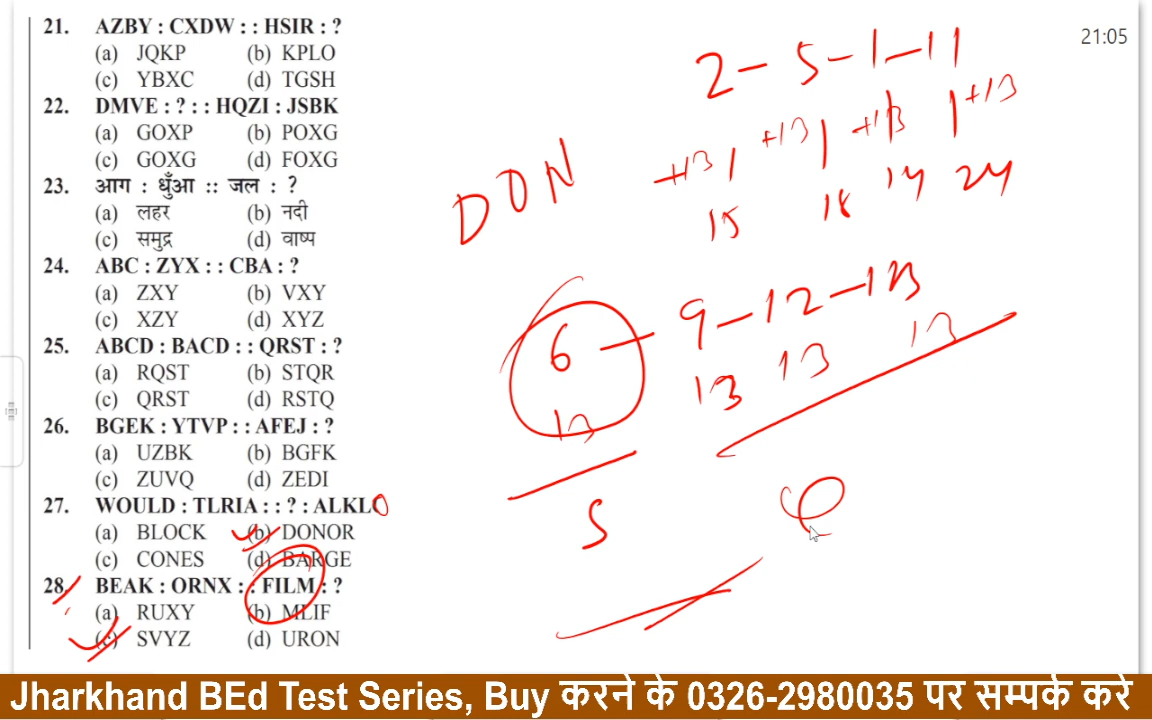 21. AZBY : CXDW : : HSIR : ?
(a) JQKP (b) KPLO
(c) YBXC (d) TGSH
22. DMVE : ? : : HQZI : JSBK
(a) GOXP (b) POXG
(c) GOXG (d) FOXG
23. आग : धुँआ :: जल : ?
(a) लहर (b) नदी
(c) समुद्र (d) वाष्प
24. ABC : ZYX : : CBA : ?
(a) ZXY (b) VXY
(c) XZY (d) XYZ
25. ABCD : BACD : : QRST : ?
(a) RQST (b) STQR
(c) QRST (d) RSTQ
26. BGEK : YTVP : : AFEJ : ?
(a) UZBK (b) BGFK
(c) ZUVQ (d) ZEDI
27. WOULD : TLRIA : : ? : ALKLO
(a) BLOCK (b) DONOR
(c) CONES (d) BARGE
28. BEAK : ORNX : : FILM : ?
(a) RUXY (b) MLIF
(c) SVYZ (d) URON
21:05
2 - 5 - 1 - 11
+13 +13 +13 +13
15 18 14 24
DON
6 - 9 - 12 - 13
13 13 13 13
S
Jharkhand BEd Test Series, Buy करने के 0326-2980035 पर सम्पर्क करे